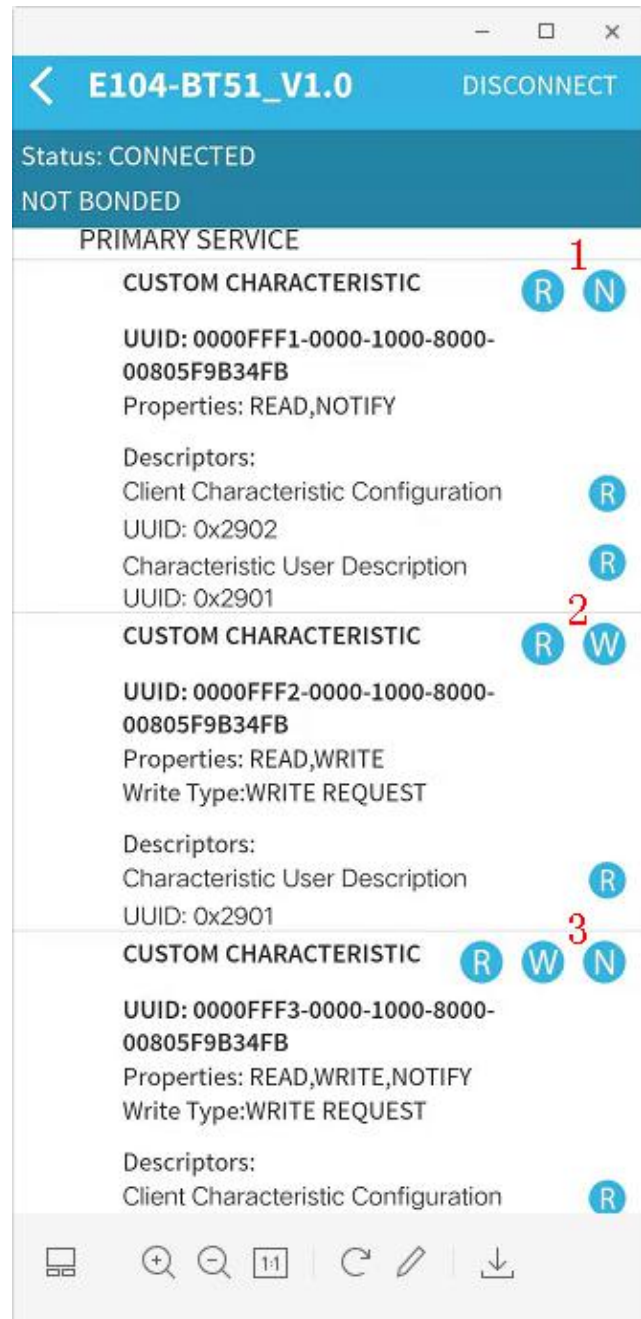 E104-BT51_V1.0 DISCONNECT
Status: CONNECTED
NOT BONDED
PRIMARY SERVICE
1
CUSTOM CHARACTERISTIC R N
UUID: 0000FFF1-0000-1000-8000-
00805F9B34FB
Properties: READ,NOTIFY
Descriptors:
Client Characteristic Configuration R
UUID: 0x2902
Characteristic User Description R
UUID: 0x2901
2
CUSTOM CHARACTERISTIC R W
UUID: 0000FFF2-0000-1000-8000-
00805F9B34FB
Properties: READ,WRITE
Write Type:WRITE REQUEST
Descriptors:
Characteristic User Description R
UUID: 0x2901
3
CUSTOM CHARACTERISTIC R W N
UUID: 0000FFF3-0000-1000-8000-
00805F9B34FB
Properties: READ,WRITE,NOTIFY
Write Type:WRITE REQUEST
Descriptors:
Client Characteristic Configuration R
1:1